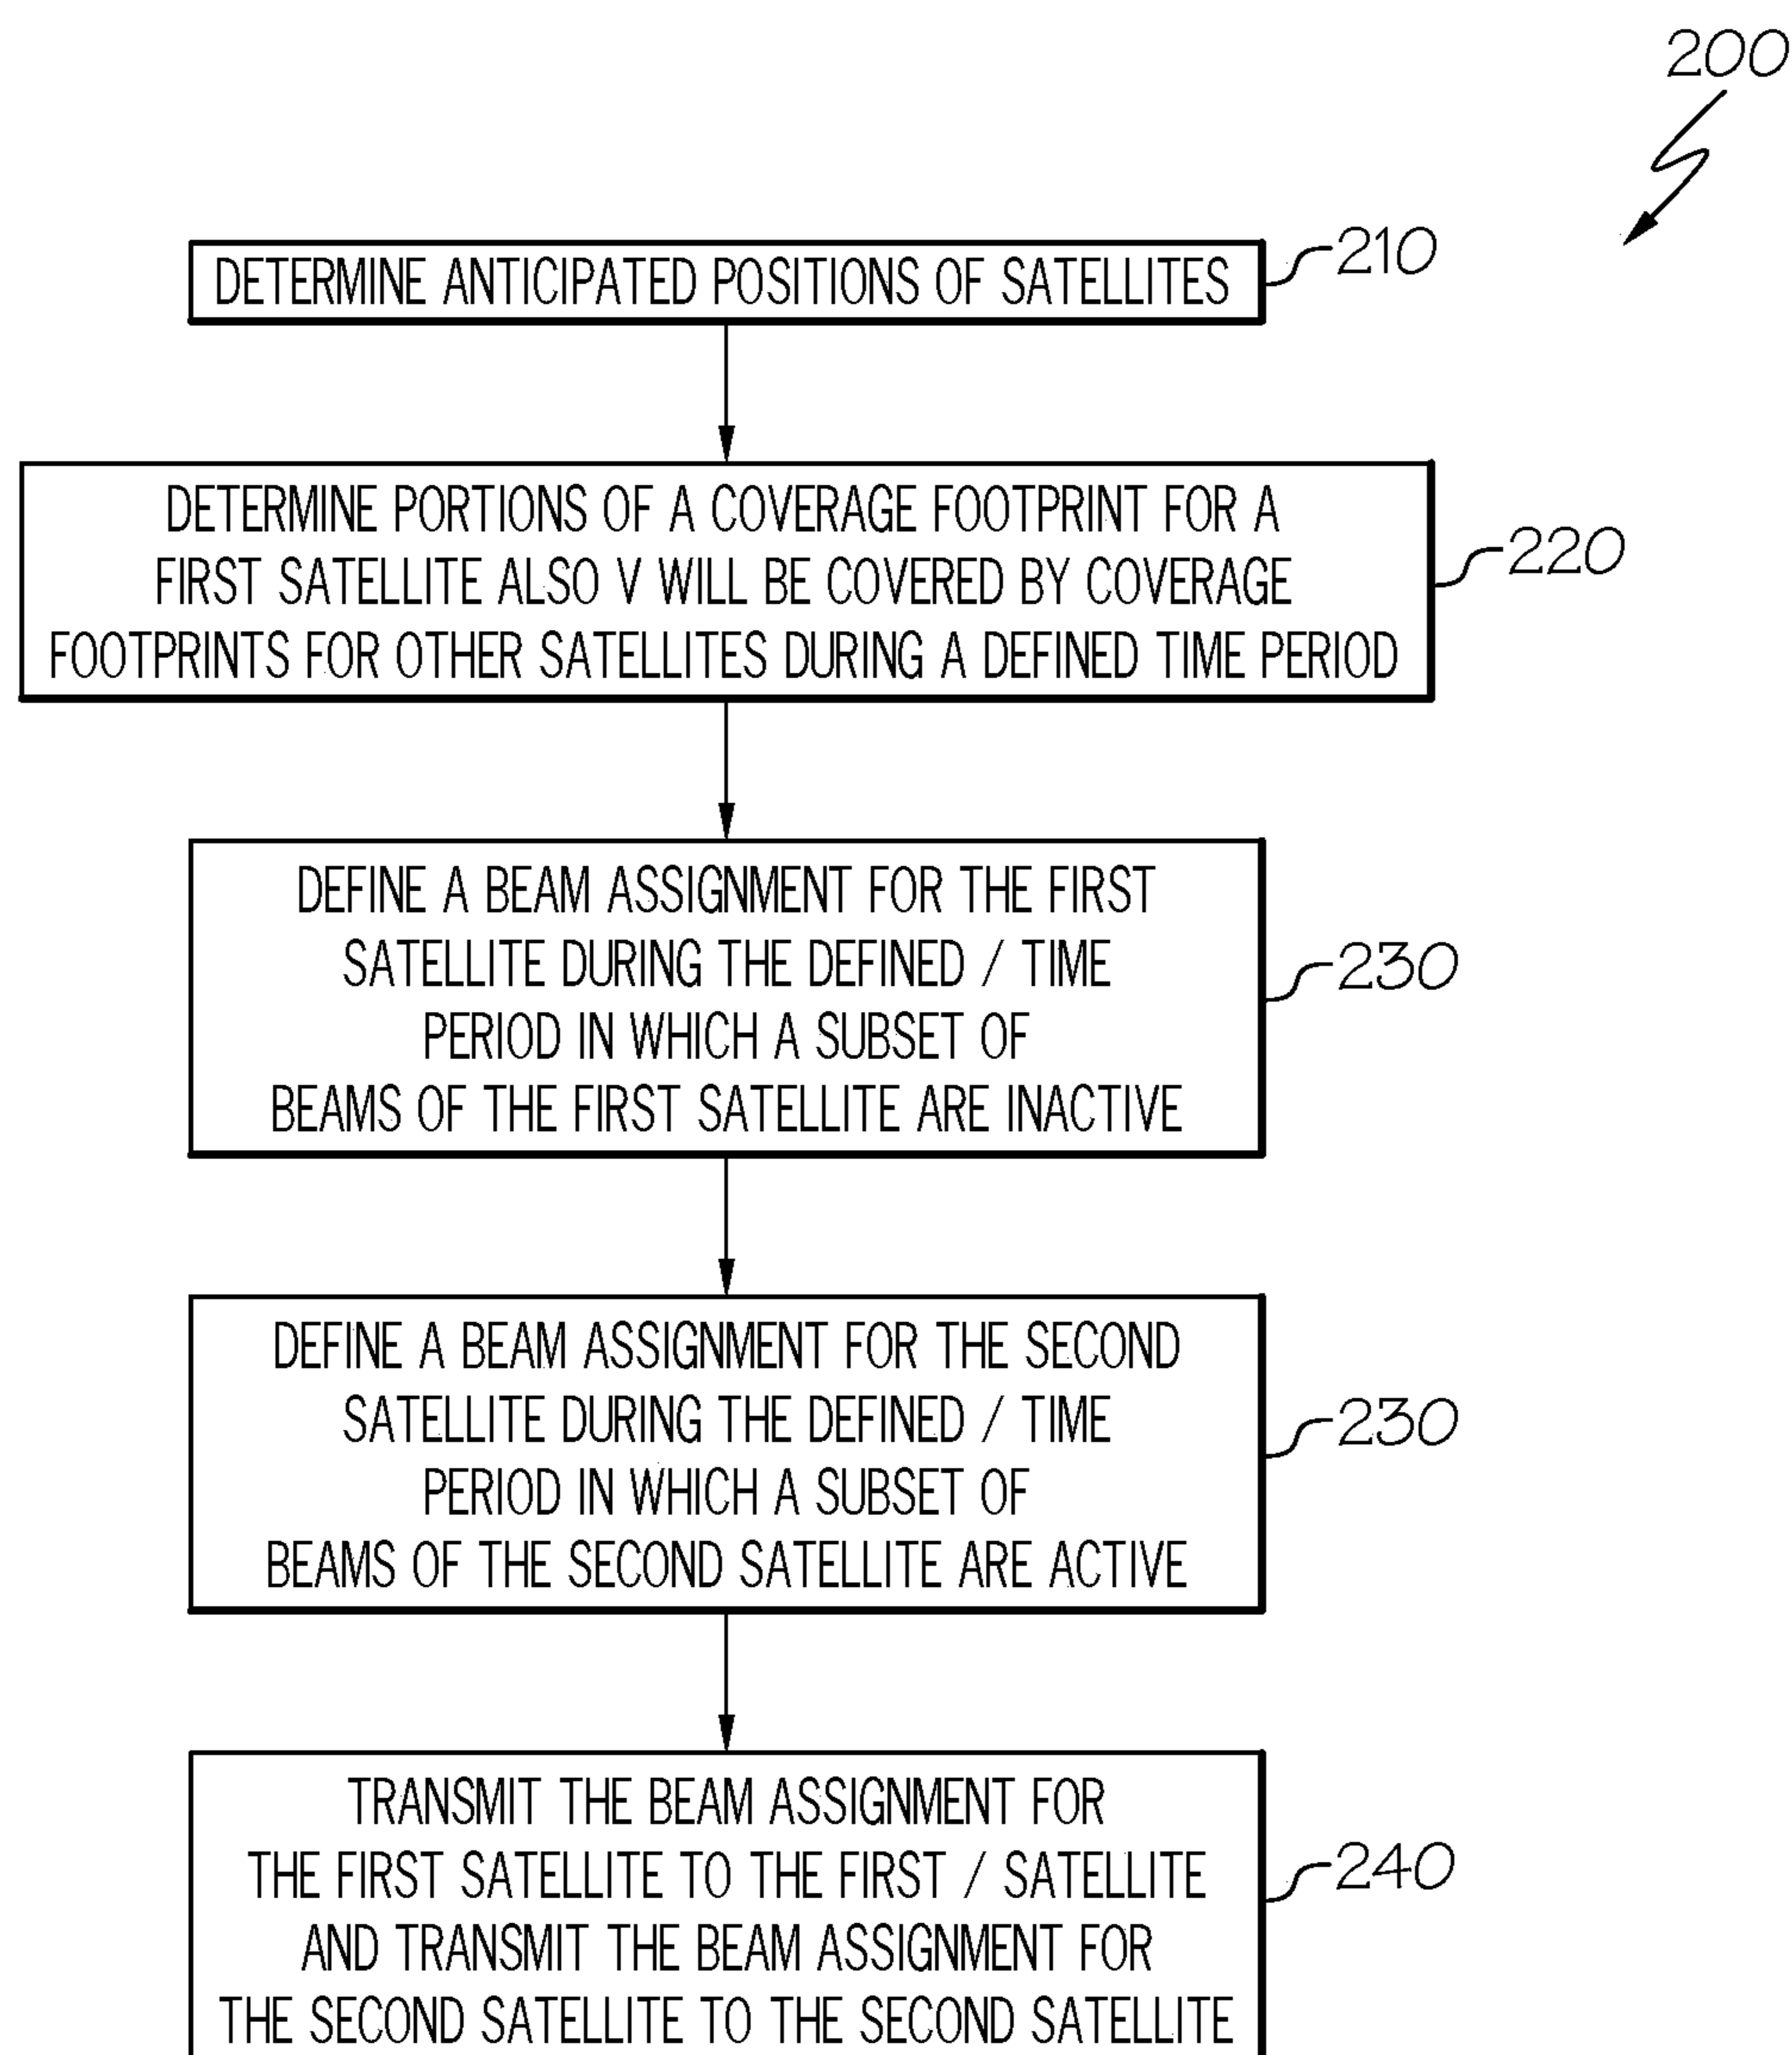 200
DETERMINE ANTICIPATED POSITIONS OF SATELLITES
210
DETERMINE PORTIONS OF A COVERAGE FOOTPRINT FOR A
FIRST SATELLITE ALSO V WILL BE COVERED BY COVERAGE
FOOTPRINTS FOR OTHER SATELLITES DURING A DEFINED TIME PERIOD
220
DEFINE A BEAM ASSIGNMENT FOR THE FIRST
SATELLITE DURING THE DEFINED / TIME
PERIOD IN WHICH A SUBSET OF
BEAMS OF THE FIRST SATELLITE ARE INACTIVE
230
DEFINE A BEAM ASSIGNMENT FOR THE SECOND
SATELLITE DURING THE DEFINED / TIME
PERIOD IN WHICH A SUBSET OF
BEAMS OF THE SECOND SATELLITE ARE ACTIVE
230
TRANSMIT THE BEAM ASSIGNMENT FOR
THE FIRST SATELLITE TO THE FIRST / SATELLITE
AND TRANSMIT THE BEAM ASSIGNMENT FOR
THE SECOND SATELLITE TO THE SECOND SATELLITE
240